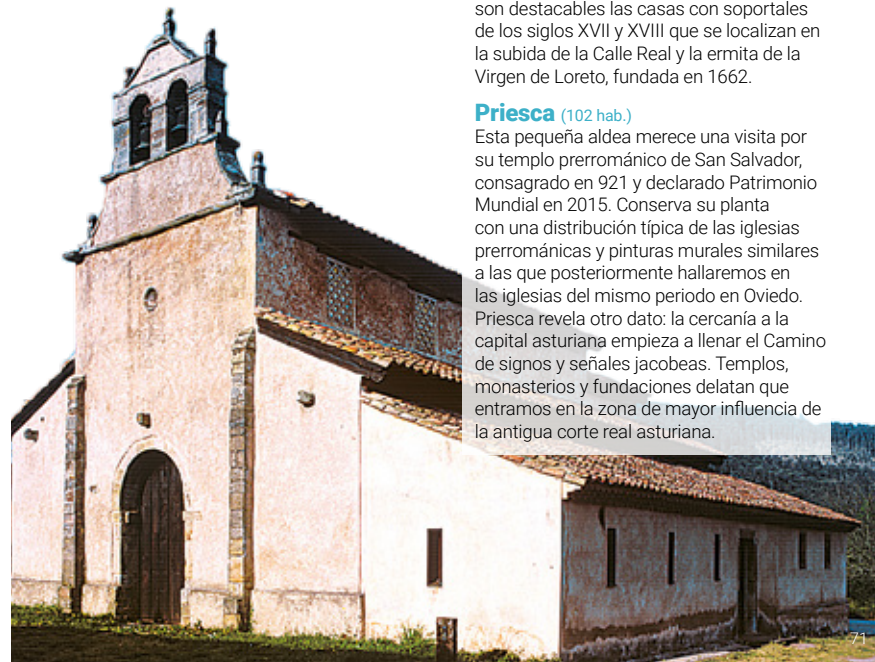 son destacables las casas con soportales
de los siglos XVII y XVIII que se localizan en
la subida de la Calle Real y la ermita de la
Virgen de Loreto, fundada en 1662.
Priesca (102 hab.)
Esta pequeña aldea merece una visita por
su templo prerrománico de San Salvador,
consagrado en 921 y declarado Patrimonio
Mundial en 2015. Conserva su planta
con una distribución típica de las iglesias
prerrománicas y pinturas murales similares
a las que posteriormente hallaremos en
las iglesias del mismo periodo en Oviedo.
Priesca revela otro dato: la cercanía a la
capital asturiana empieza a llenar el Camino
de signos y señales jacobeas. Templos,
monasterios y fundaciones delatan que
entramos en la zona de mayor influencia de
la antigua corte real asturiana.
71